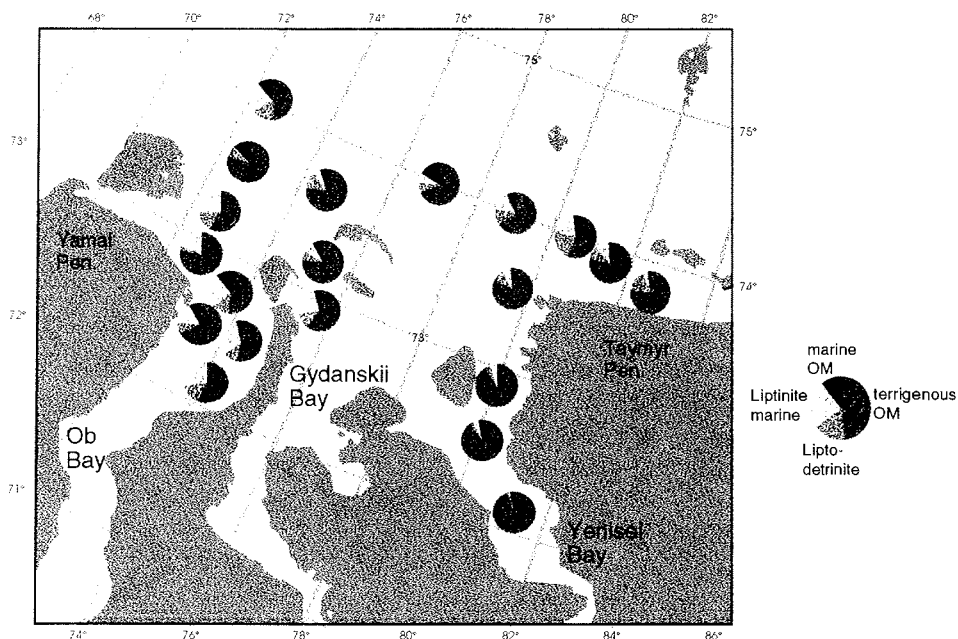 68° 70° 72° 76° 78° 80° 82°
75°
75°
73°
74°
72°
73°
71°
Yamal
Pen.
Taymyr
Pen.
Gydanskii
Bay
Ob
Bay
Yenisei
Bay
marine
OM
Liptinite
marine
terrigenous
OM
Lipto-
detrinite
74° 76° 78° 80° 82° 84° 86°